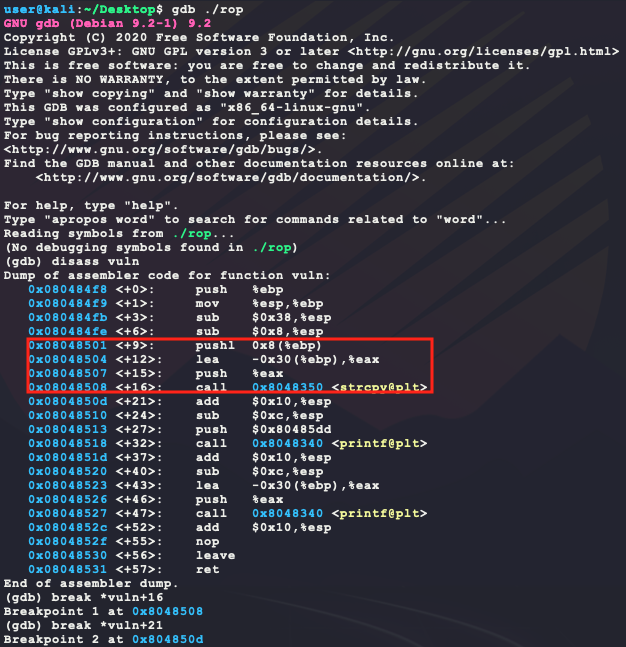 user@kali:~/Desktop$ gdb ./rop
GNU gdb (Debian 9.2-1) 9.2
Copyright (C) 2020 Free Software Foundation, Inc.
License GPLv3+: GNU GPL version 3 or later <http://gnu.org/licenses/gpl.html>
This is free software: you are free to change and redistribute it.
There is NO WARRANTY, to the extent permitted by law.
Type "show copying" and "show warranty" for details.
This GDB was configured as "x86_64-linux-gnu".
Type "show configuration" for configuration details.
For bug reporting instructions, please see:
<http://www.gnu.org/software/gdb/bugs/>.
Find the GDB manual and other documentation resources online at:
    <http://www.gnu.org/software/gdb/documentation/>.

For help, type "help".
Type "apropos word" to search for commands related to "word"...
Reading symbols from ./rop...
(No debugging symbols found in ./rop)
(gdb) disass vuln
Dump of assembler code for function vuln:
   0x080484f8 <+0>:     push   %ebp
   0x080484f9 <+1>:     mov    %esp,%ebp
   0x080484fb <+3>:     sub    $0x38,%esp
   0x080484fe <+6>:     sub    $0x8,%esp
   0x08048501 <+9>:     pushl  0x8(%ebp)
   0x08048504 <+12>:    lea    -0x30(%ebp),%eax
   0x08048507 <+15>:    push   %eax
   0x08048508 <+16>:    call   0x8048350 <strcpy@plt>
   0x0804850d <+21>:    add    $0x10,%esp
   0x08048510 <+24>:    sub    $0xc,%esp
   0x08048513 <+27>:    push   $0x80485dd
   0x08048518 <+32>:    call   0x8048340 <printf@plt>
   0x0804851d <+37>:    add    $0x10,%esp
   0x08048520 <+40>:    sub    $0xc,%esp
   0x08048523 <+43>:    lea    -0x30(%ebp),%eax
   0x08048526 <+46>:    push   %eax
   0x08048527 <+47>:    call   0x8048340 <printf@plt>
   0x0804852c <+52>:    add    $0x10,%esp
   0x0804852f <+55>:    nop
   0x08048530 <+56>:    leave
   0x08048531 <+57>:    ret
End of assembler dump.
(gdb) break *vuln+16
Breakpoint 1 at 0x8048508
(gdb) break *vuln+21
Breakpoint 2 at 0x804850d